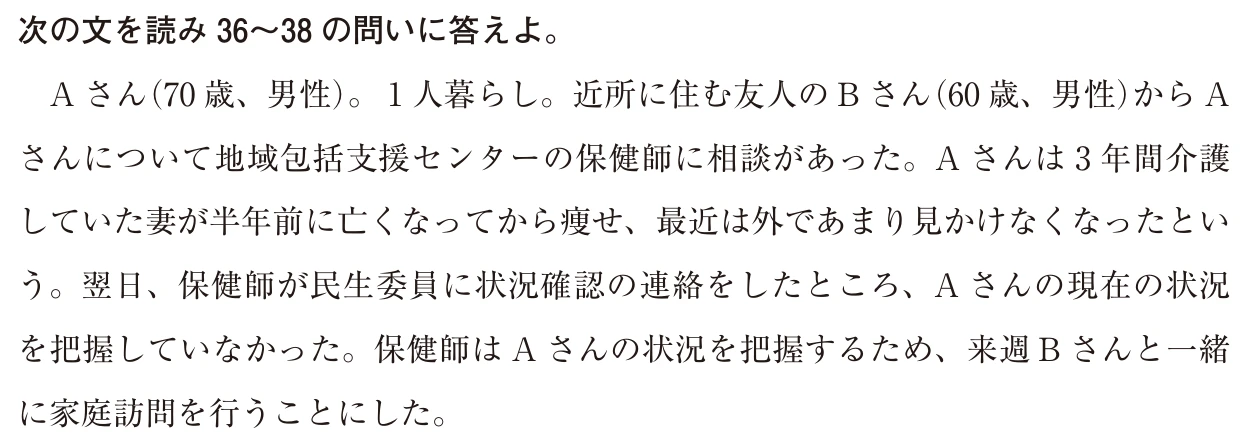 次の文を読み 36〜38 の問いに答えよ。
　A さん(70 歳、男性)。1 人暮らし。近所に住む友人の B さん(60 歳、男性)から A
さんについて地域包括支援センターの保健師に相談があった。A さんは 3 年間介護
していた妻が半年前に亡くなってから痩せ、最近は外であまり見かけなくなったとい
う。翌日、保健師が民生委員に状況確認の連絡をしたところ、A さんの現在の状況
を把握していなかった。保健師は A さんの状況を把握するため、来週 B さんと一緒
に家庭訪問を行うことにした。